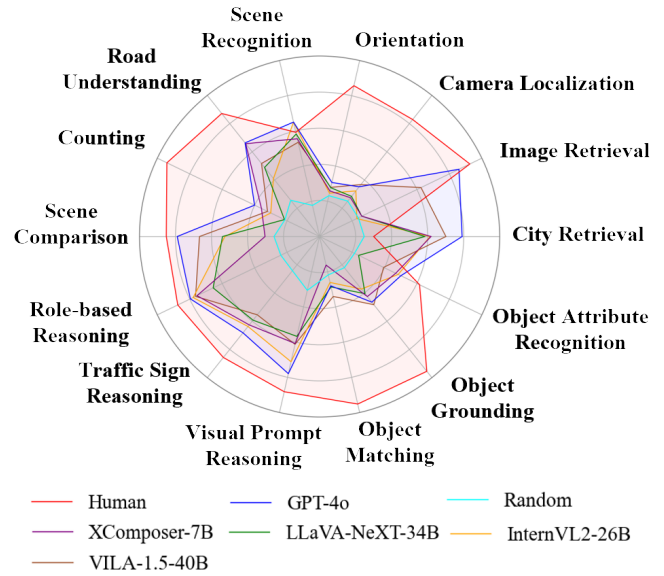 Scene
Recognition
Orientation
Road
Understanding
Camera Localization
Counting
Image Retrieval
Scene
Comparison
City Retrieval
Role-based
Reasoning
Object Attribute
Recognition
Traffic Sign
Reasoning
Object
Grounding
Visual Prompt
Reasoning
Object
Matching
Human
GPT-4o
Random
XComposer-7B
LLaVA-NeXT-34B
InternVL2-26B
VILA-1.5-40B